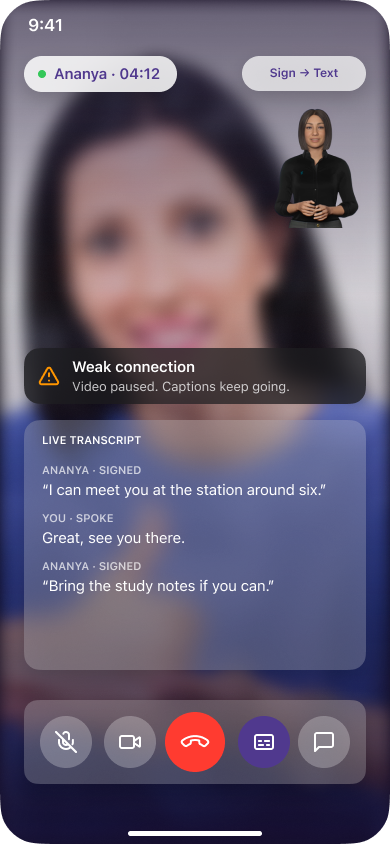 9:41
Ananya · 04:12
Sign → Text
Weak connection
Video paused. Captions keep going.
LIVE TRANSCRIPT
ANANYA · SIGNED
“I can meet you at the station around six.”
YOU · SPOKE
Great, see you there.
ANANYA · SIGNED
“Bring the study notes if you can.”